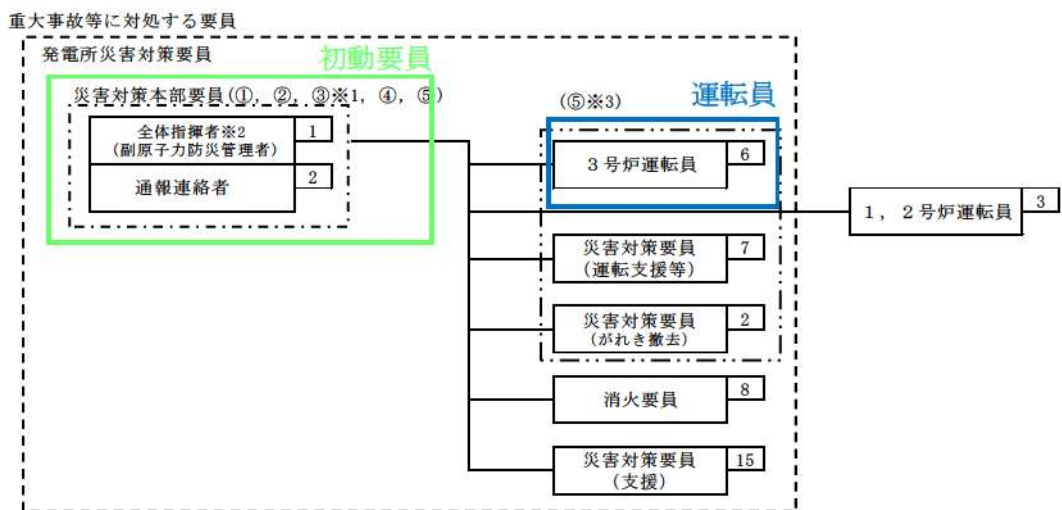 重大事故等に対処する要員
発電所災害対策要員
初動要員
災害対策本部要員(①, ②, ③※1, ④, ⑤)
全体指揮者※2
(副原子力防災管理者)
1
通報連絡者
2
(⑤※3)
運転員
3号炉運転員
6
1, 2号炉運転員
3
災害対策要員
(運転支援等)
7
災害対策要員
(がれき撤去)
2
消火要員
8
災害対策要員
(支援)
15